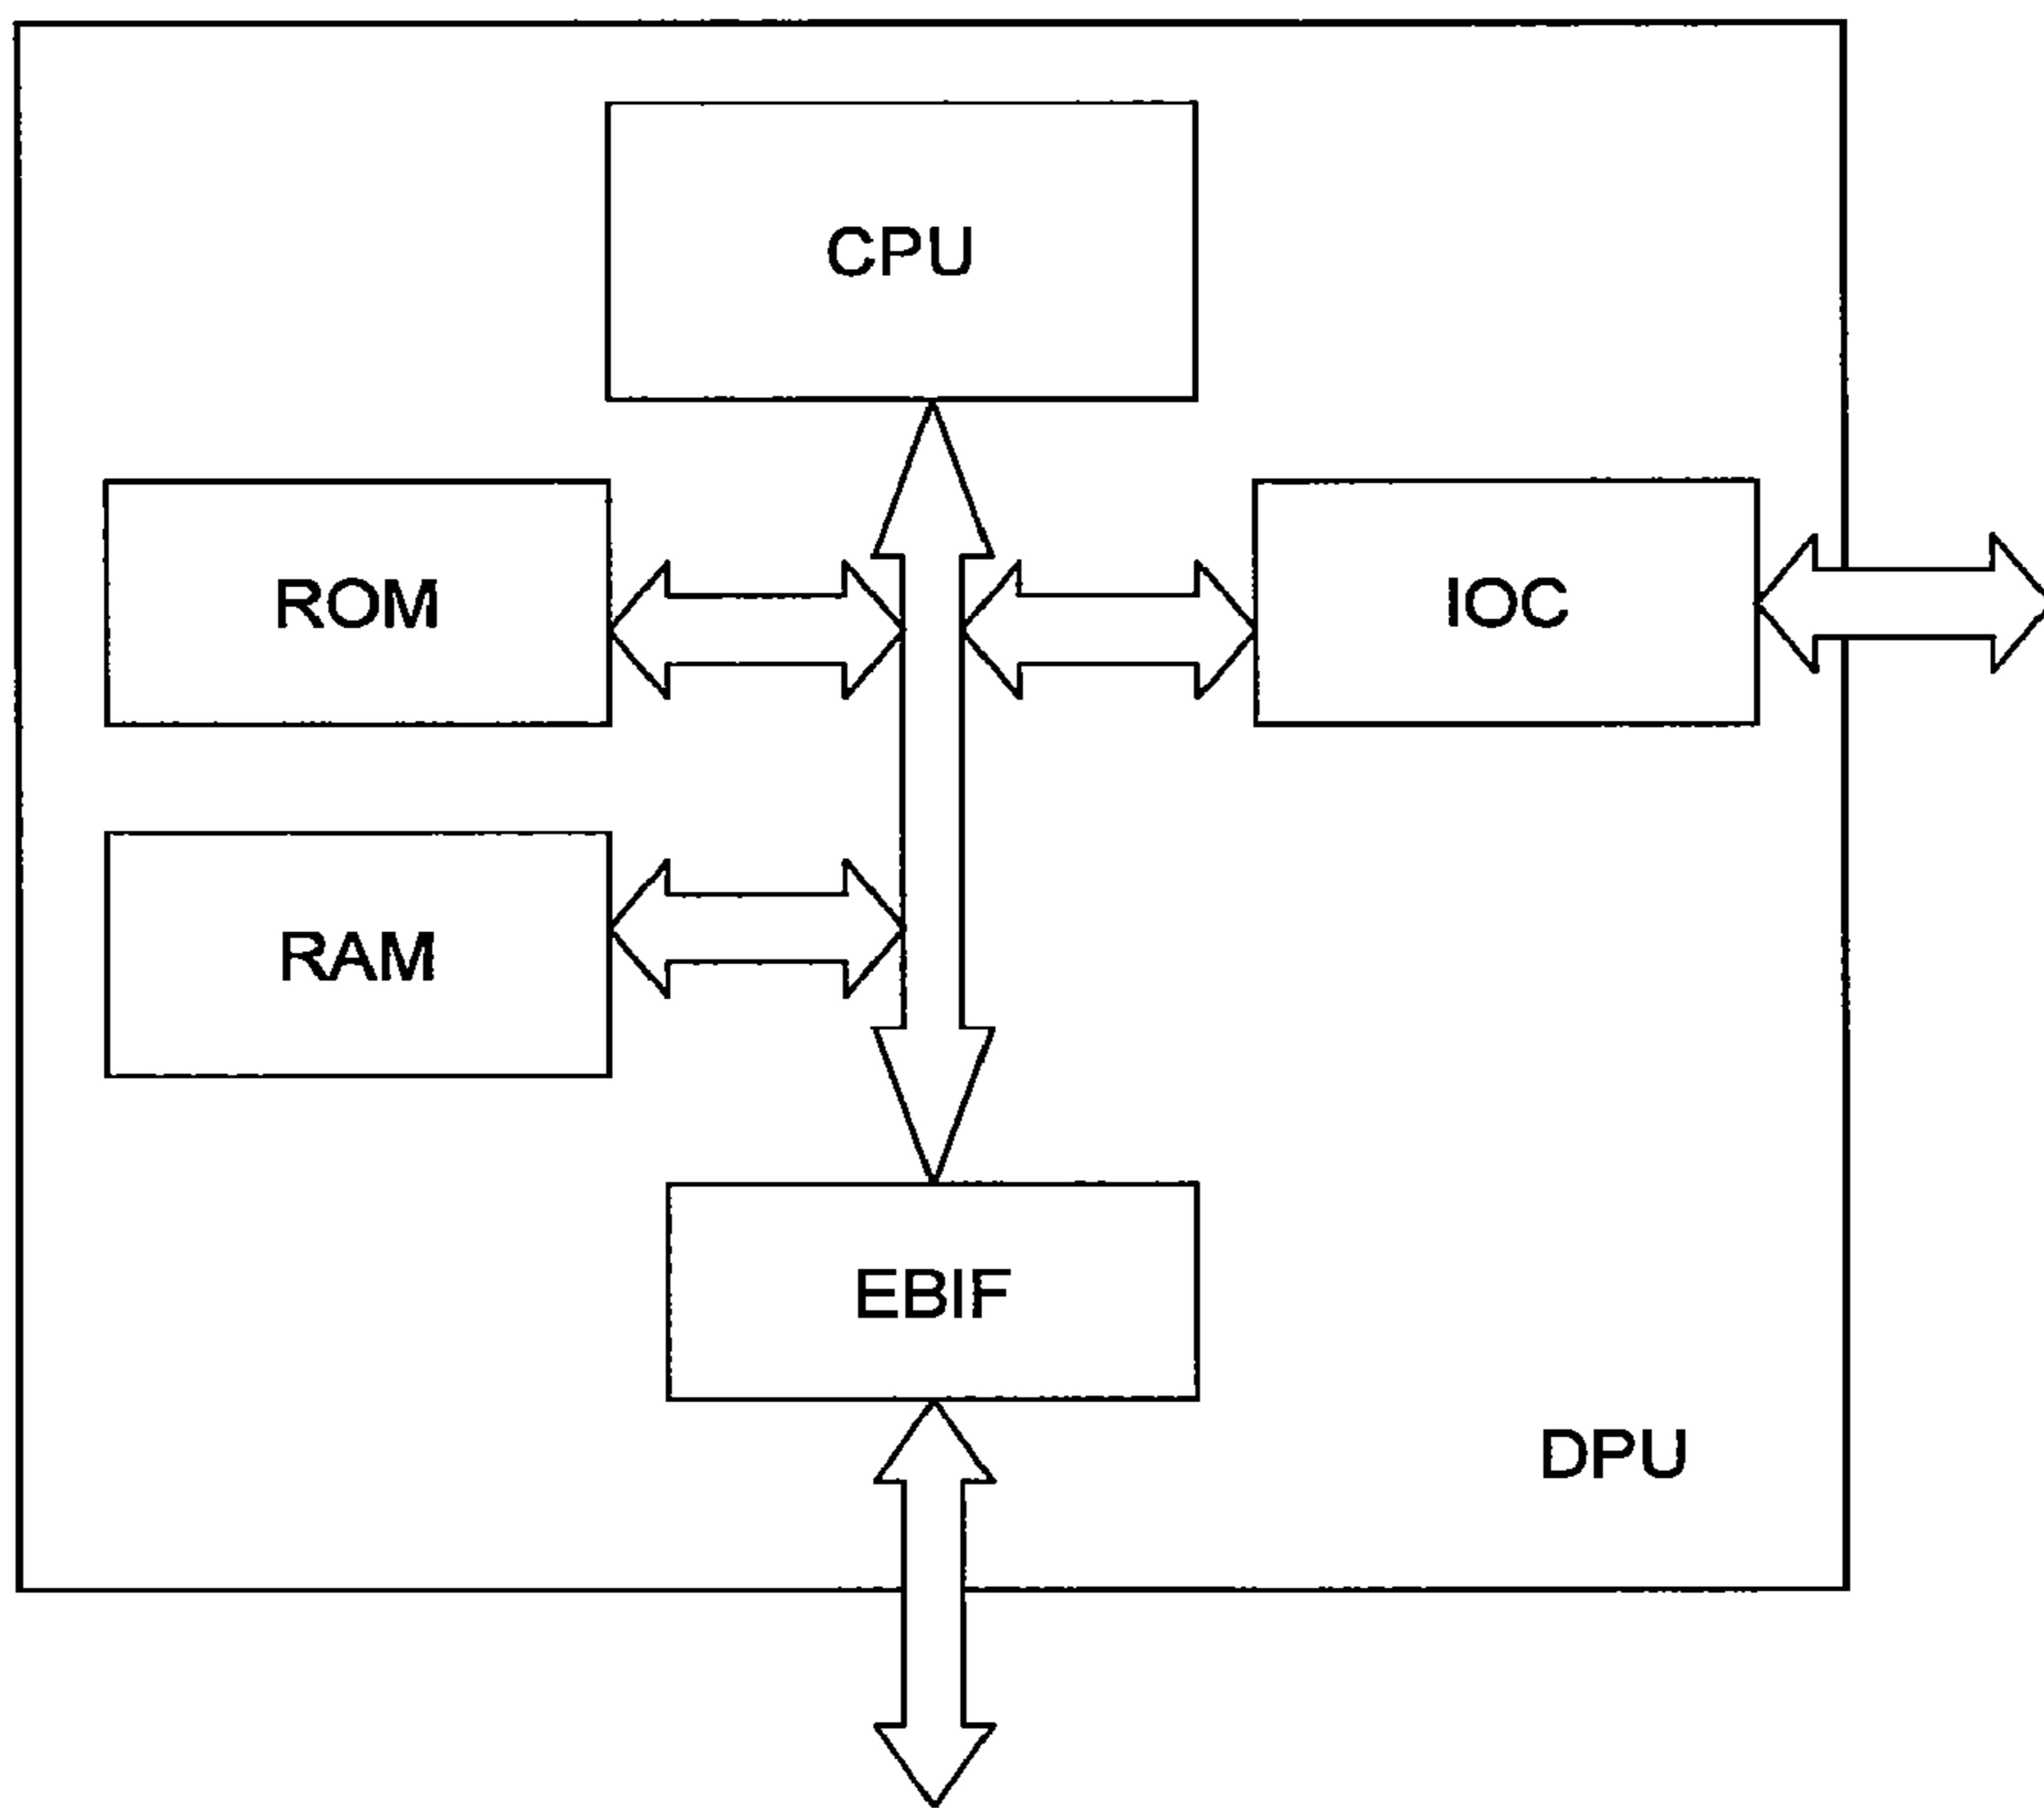 CPU
ROM
IOC
RAM
EBIF
DPU